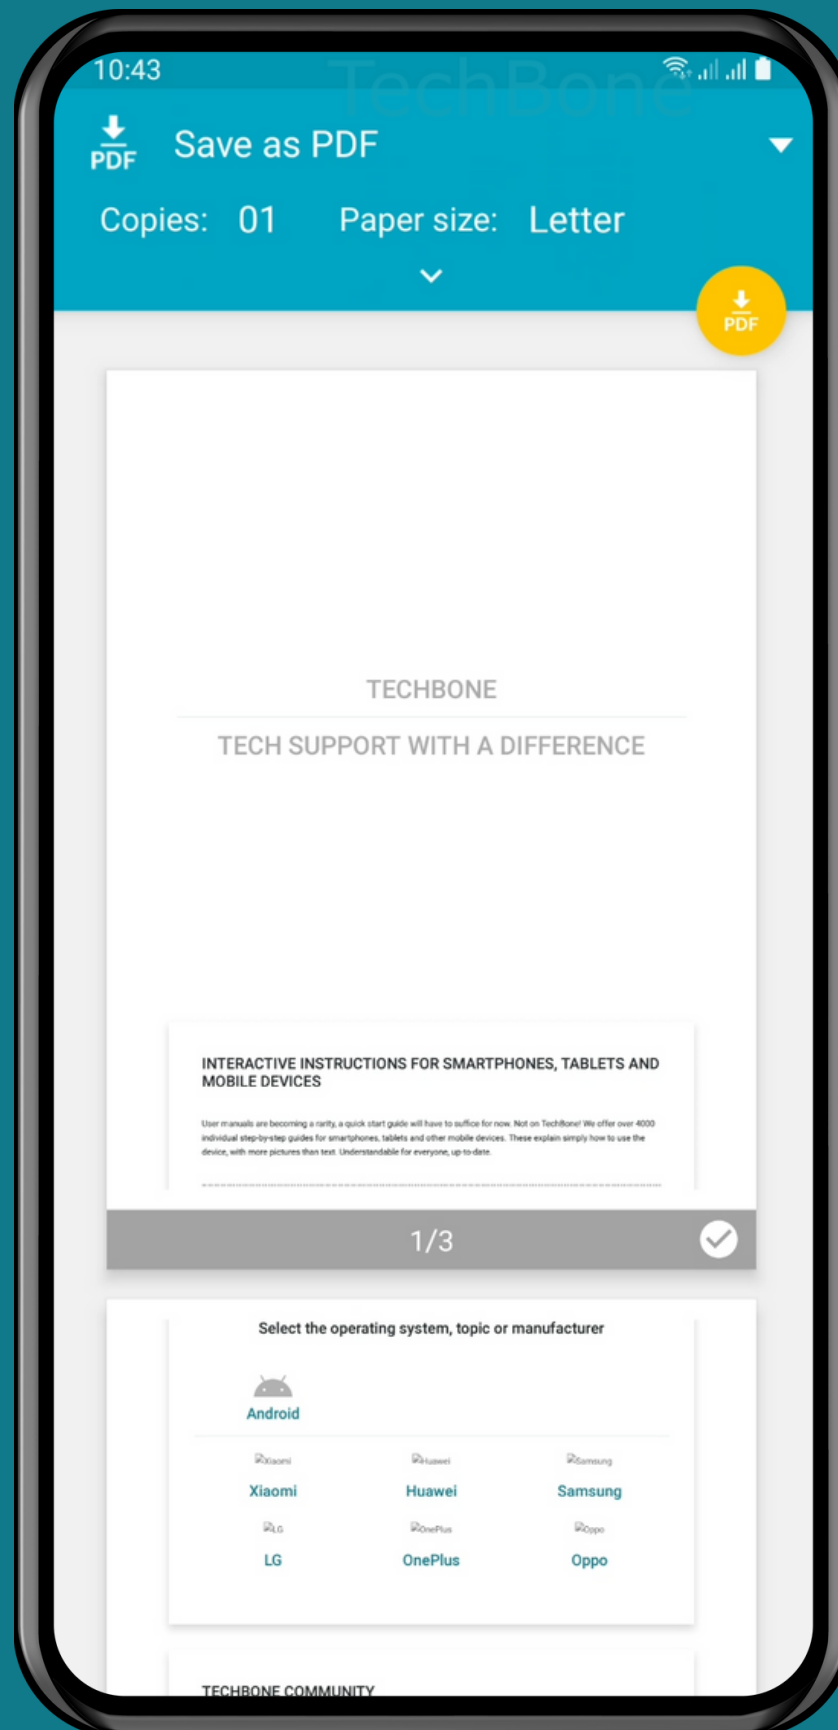 TechBone
10:43
PDF Save as PDF
Copies: 01 Paper size: Letter
PDF
TECHBONE
TECH SUPPORT WITH A DIFFERENCE
INTERACTIVE INSTRUCTIONS FOR SMARTPHONES, TABLETS AND
MOBILE DEVICES
User manuals are becoming a rarity, a quick start guide will have to suffice for now. Not on TechBone! We offer over 4000
individual step-by-step guides for smartphones, tablets and other mobile devices. These explain simply how to use the
device, with more pictures than text. Understandable for everyone, up-to-date.
1/3
Select the operating system, topic or manufacturer
Android
Xiaomi Huawei Samsung
Xiaomi Huawei Samsung
LG OnePlus Oppo
LG OnePlus Oppo
TECHBONE COMMUNITY